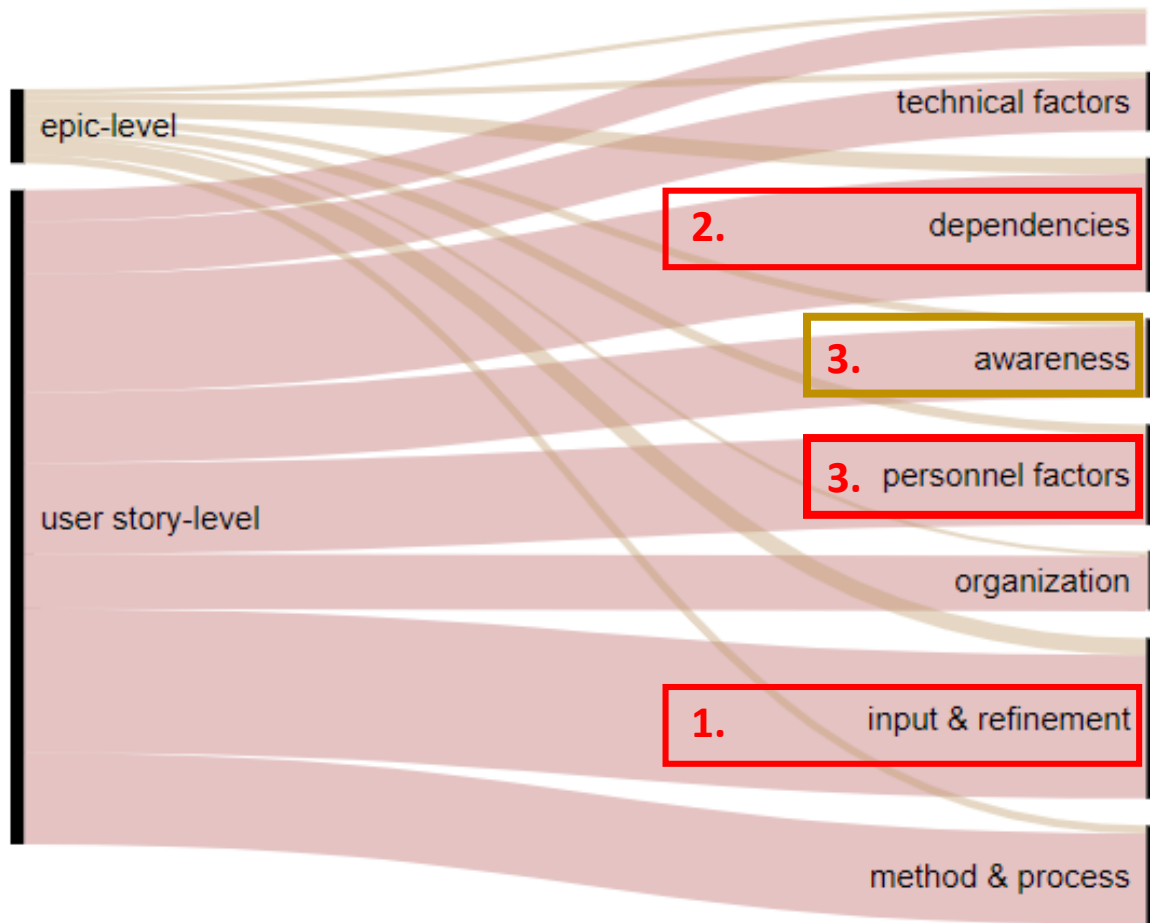 epic-level
user story-level
technical factors
2. dependencies
3. awareness
3. personnel factors
organization
1. input & refinement
method & process